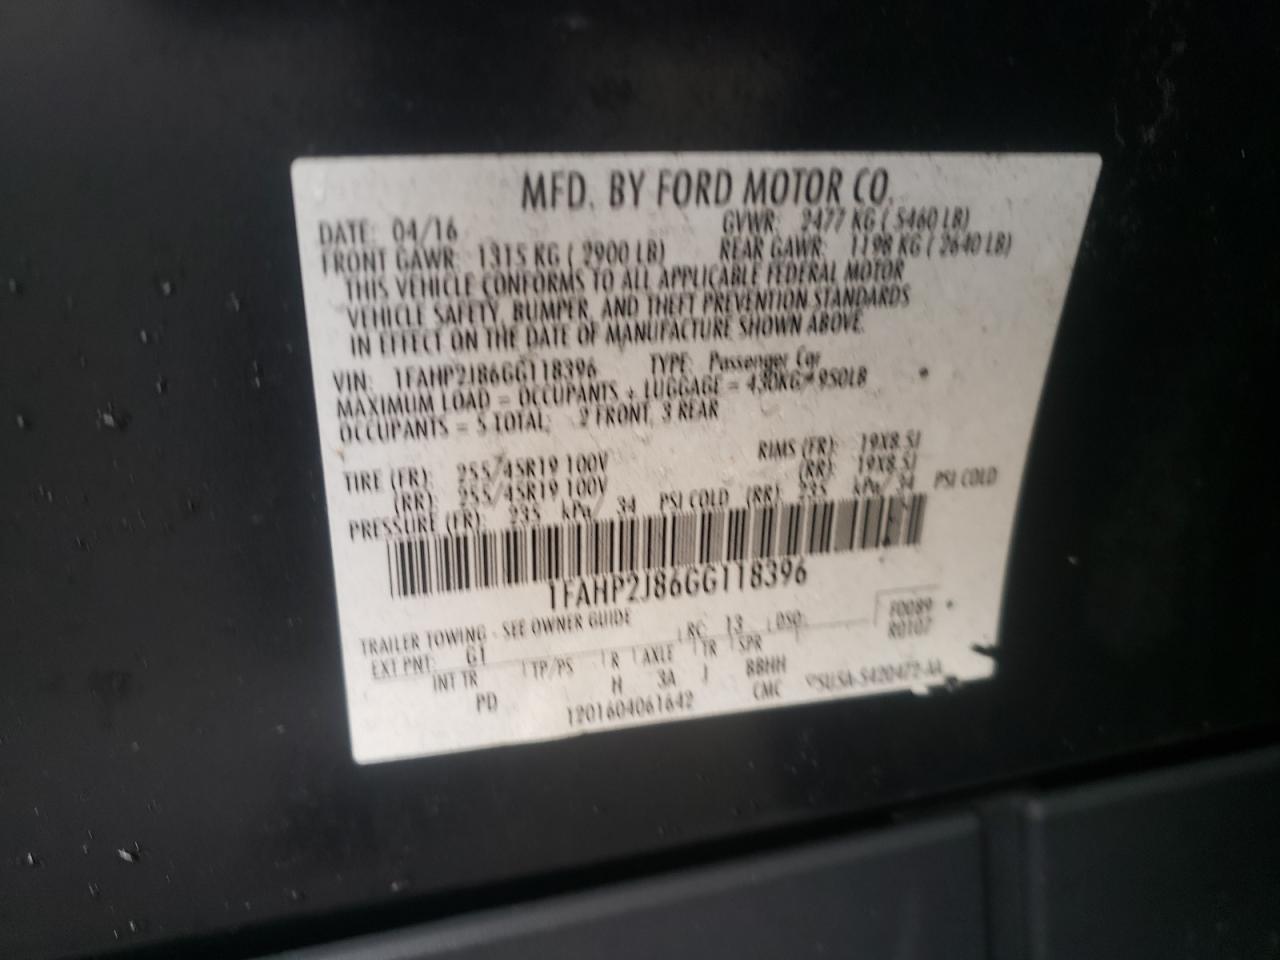 MFD. BY FORD MOTOR CO.
DATE: 04/16 GVWR: 2477 KG ( 5460 LB)
FRONT GAWR: 1315 KG ( 2900 LB) REAR GAWR: 1198 KG ( 2640 LB)
THIS VEHICLE CONFORMS TO ALL APPLICABLE FEDERAL MOTOR
VEHICLE SAFETY, BUMPER, AND THEFT PREVENTION STANDARDS
IN EFFECT ON THE DATE OF MANUFACTURE SHOWN ABOVE.
VIN: 1FAHP2J86GG118396 TYPE: Passenger Car
MAXIMUM LOAD = OCCUPANTS + LUGGAGE = 430KG 950LB
OCCUPANTS = 5 TOTAL; 2 FRONT, 3 REAR
TIRE (FR): 255/45R19 100V RIMS (FR): 19X8.5J
(RR): 255/45R19 100V (RR): 19X8.5J
PRESSURE (FR): 235 kPa/ 34 PSI COLD (RR): 235 kPa/ 34 PSI COLD
1FAHP2J86GG118396
TRAILER TOWING - SEE OWNER GUIDE
EXT PNT: G1 RC: 13 DSO: F0089
R0107
INT TR TP/PS R AXLE TR SPR
PD H 3A J BBHH
1201604061642 CMC 5U5A-5420472-AA